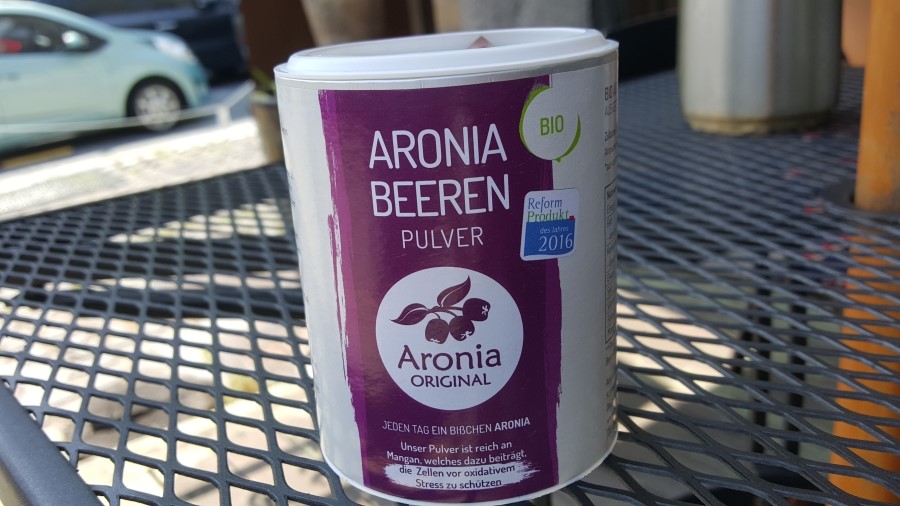 ARONIA
BEEREN
PULVER
BIO
Reform
Produkt
des Jahres
2016
Aronia
ORIGINAL
JEDEN TAG EIN BIßCHEN ARONIA
Unser Pulver ist reich an
Mangan, welches dazu beiträgt,
die Zellen vor oxidativem
Stress zu schützen